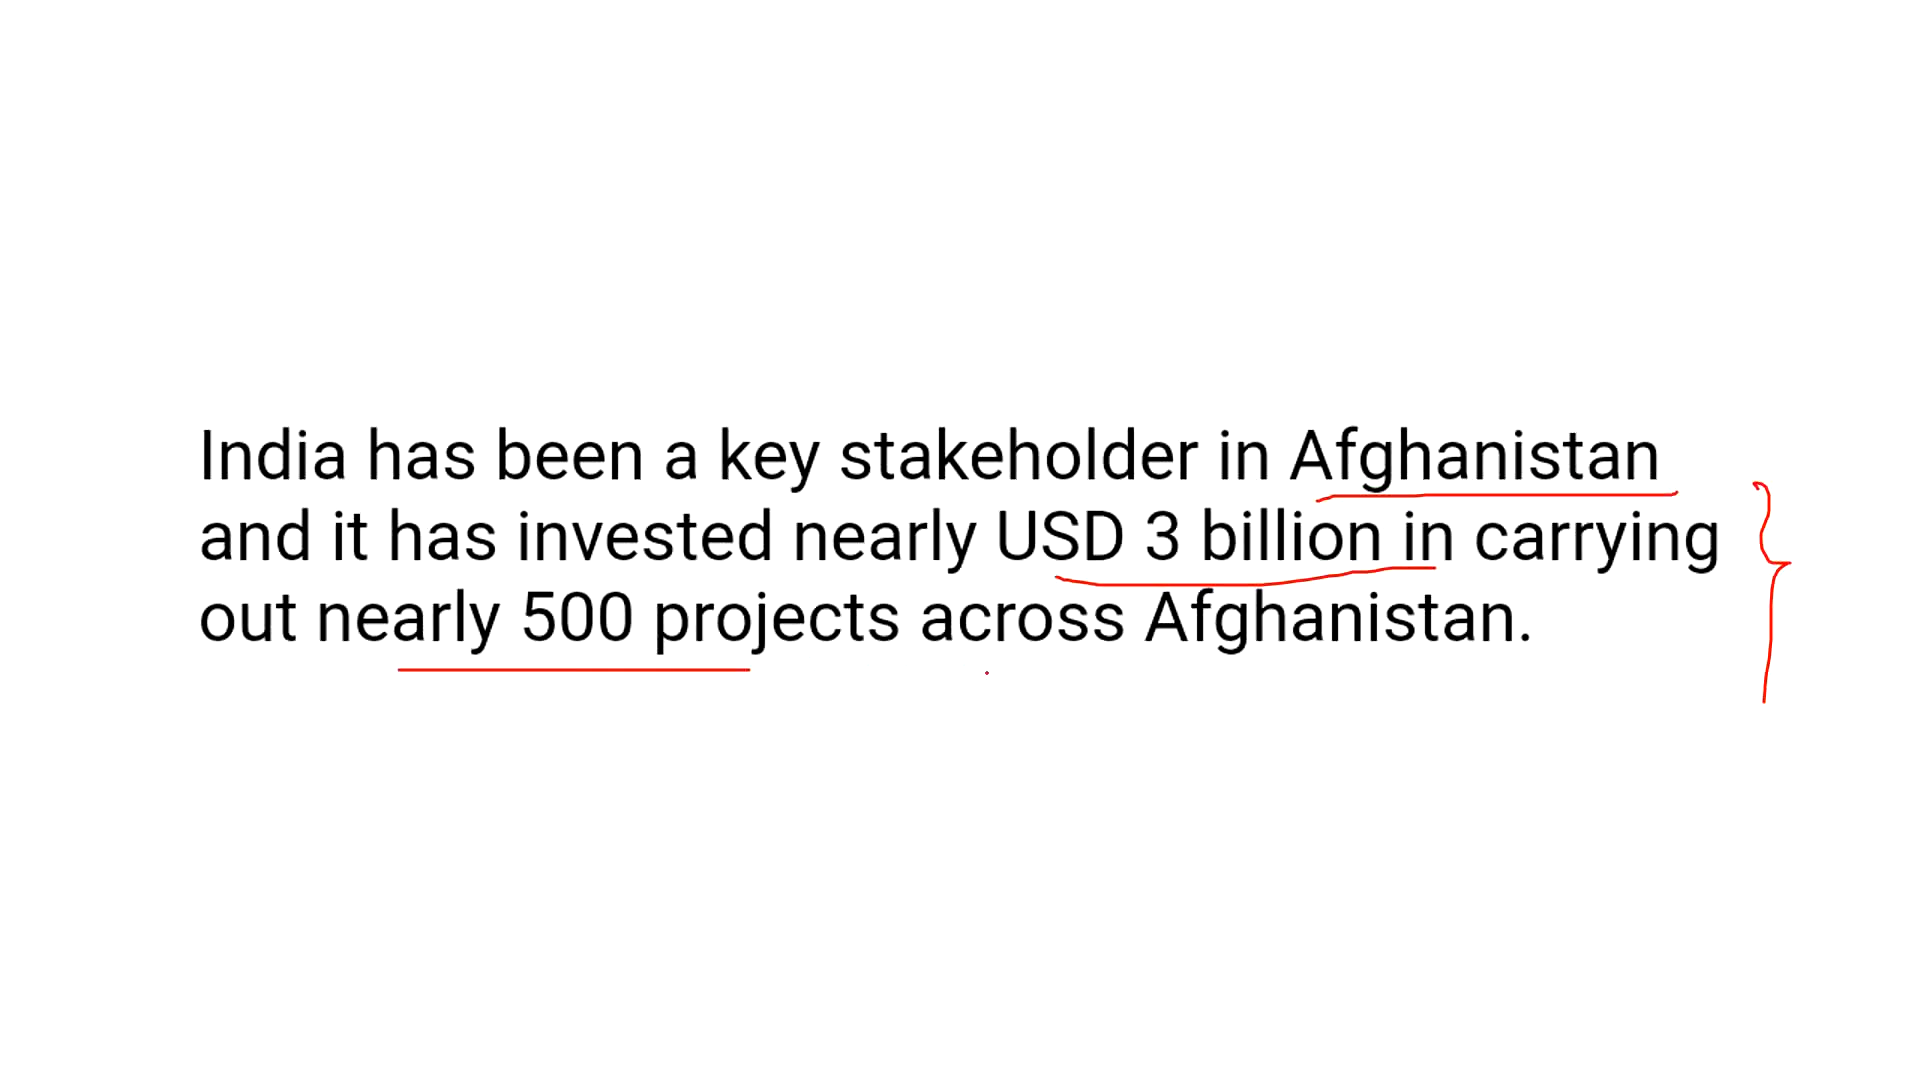 India has been a key stakeholder in Afghanistan
and it has invested nearly USD 3 billion in carrying
out nearly 500 projects across Afghanistan.